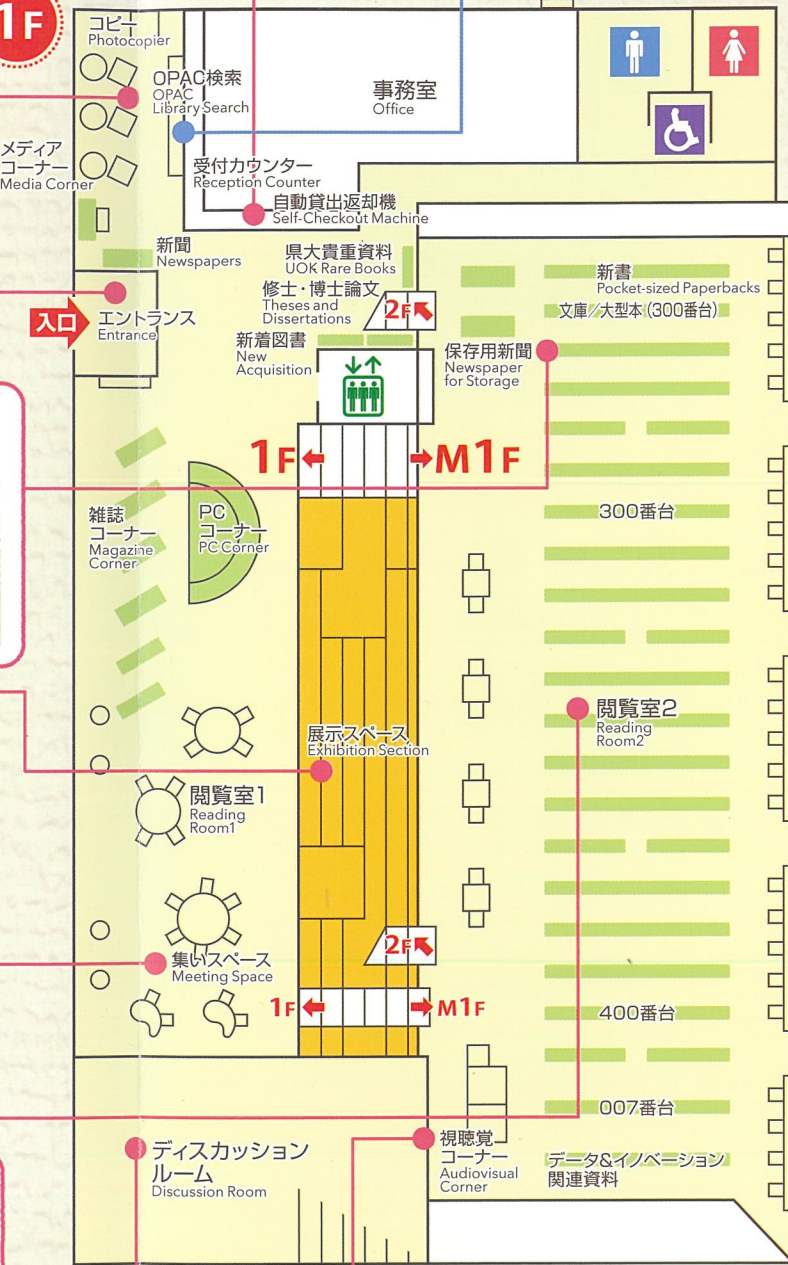 1F
コピー
Photocopier
OPAC検索
OPAC
Library Search
事務室
Office
メディア
コーナー
Media Corner
受付カウンター
Reception Counter
自動貸出返却機
Self-Checkout Machine
新聞
Newspapers
県大貴重資料
UOK Rare Books
修士・博士論文
Theses and
Dissertations
2F
新書
Pocket-sized Paperbacks
文庫/大型本(300番台)
入口
エントランス
Entrance
新着図書
New
Acquisition
保存用新聞
Newspaper
for Storage
1F
M1F
雑誌
コーナー
Magazine
Corner
PC
コーナー
PC Corner
300番台
展示スペース
Exhibition Section
閲覧室2
Reading
Room2
閲覧室1
Reading
Room1
2F
集いスペース
Meeting Space
1F
M1F
400番台
007番台
ディスカッション
ルーム
Discussion Room
視聴覚
コーナー
Audiovisual
Corner
データ&イノベーション
関連資料